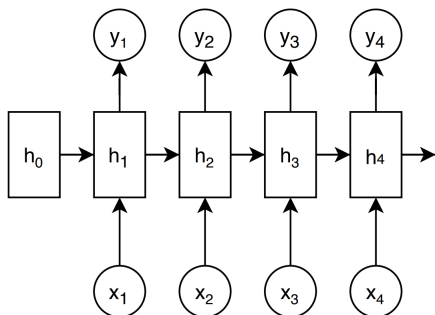 y₁ y₂ y₃ y₄
h₀ h₁ h₂ h₃ h₄
x₁ x₂ x₃ x₄